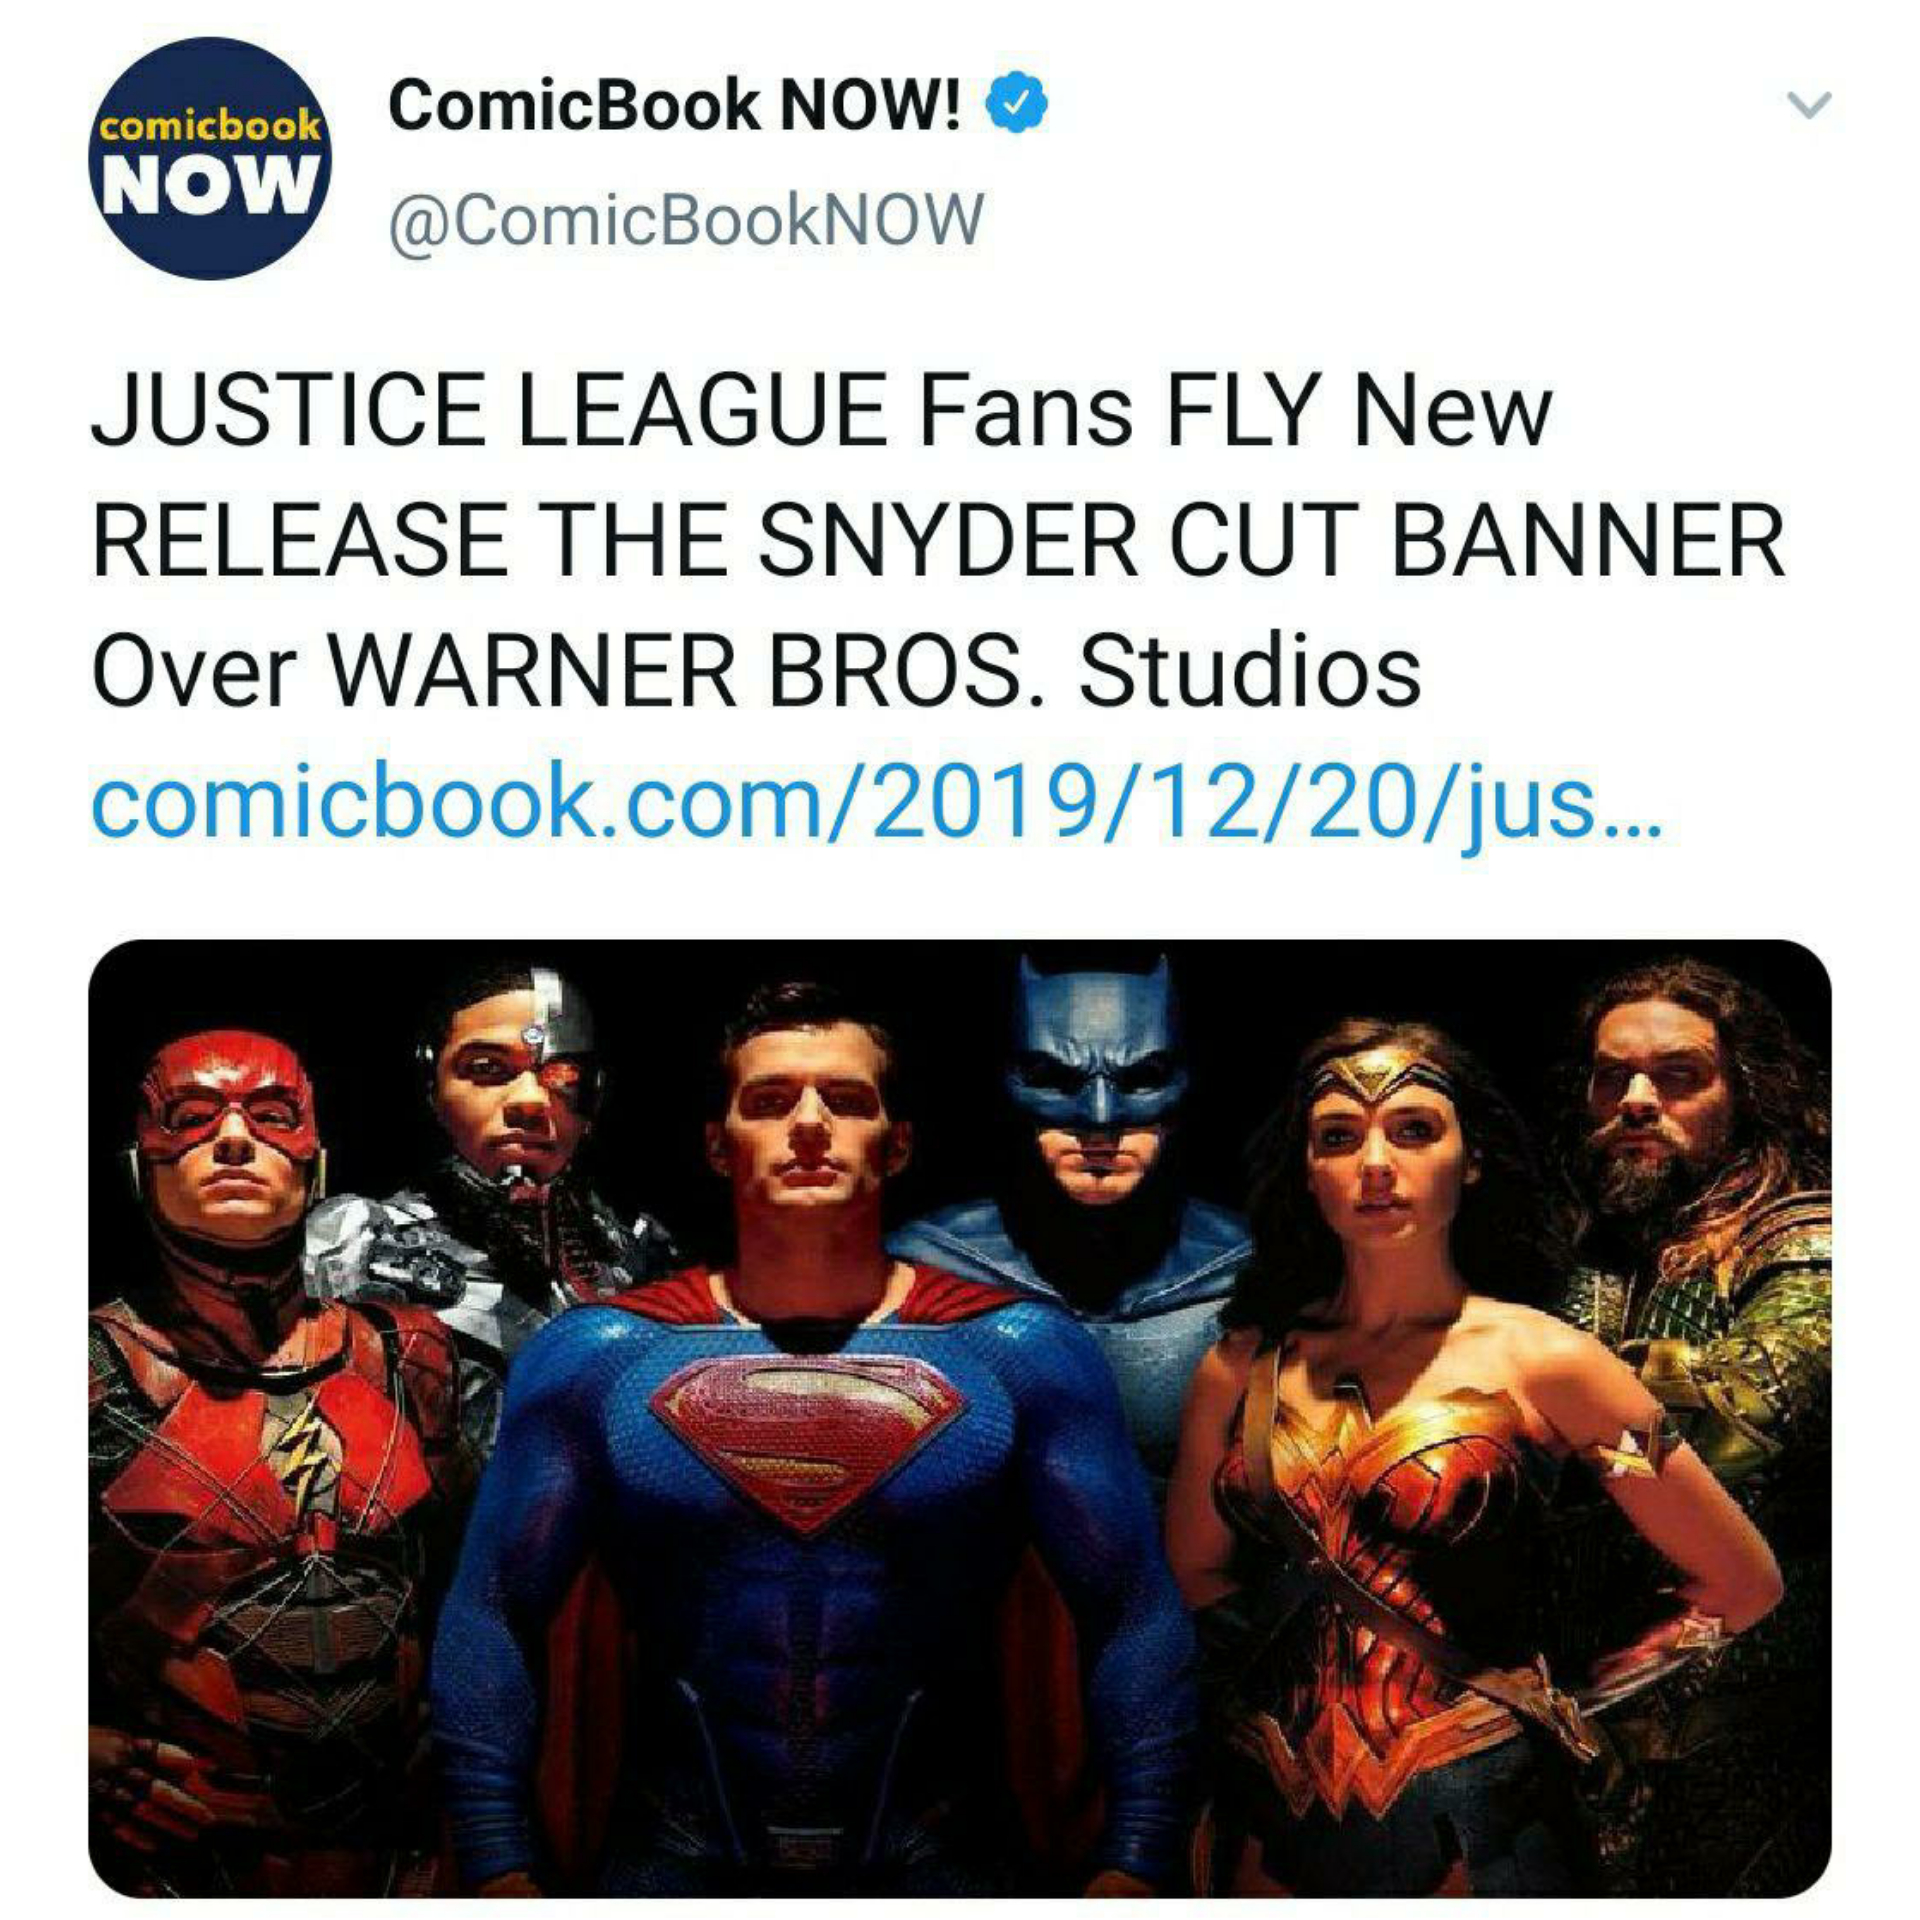 comicbook
NOW
ComicBook NOW!
@ComicBookNOW
JUSTICE LEAGUE Fans FLY New
RELEASE THE SNYDER CUT BANNER
Over WARNER BROS. Studios
comicbook.com/2019/12/20/jus...